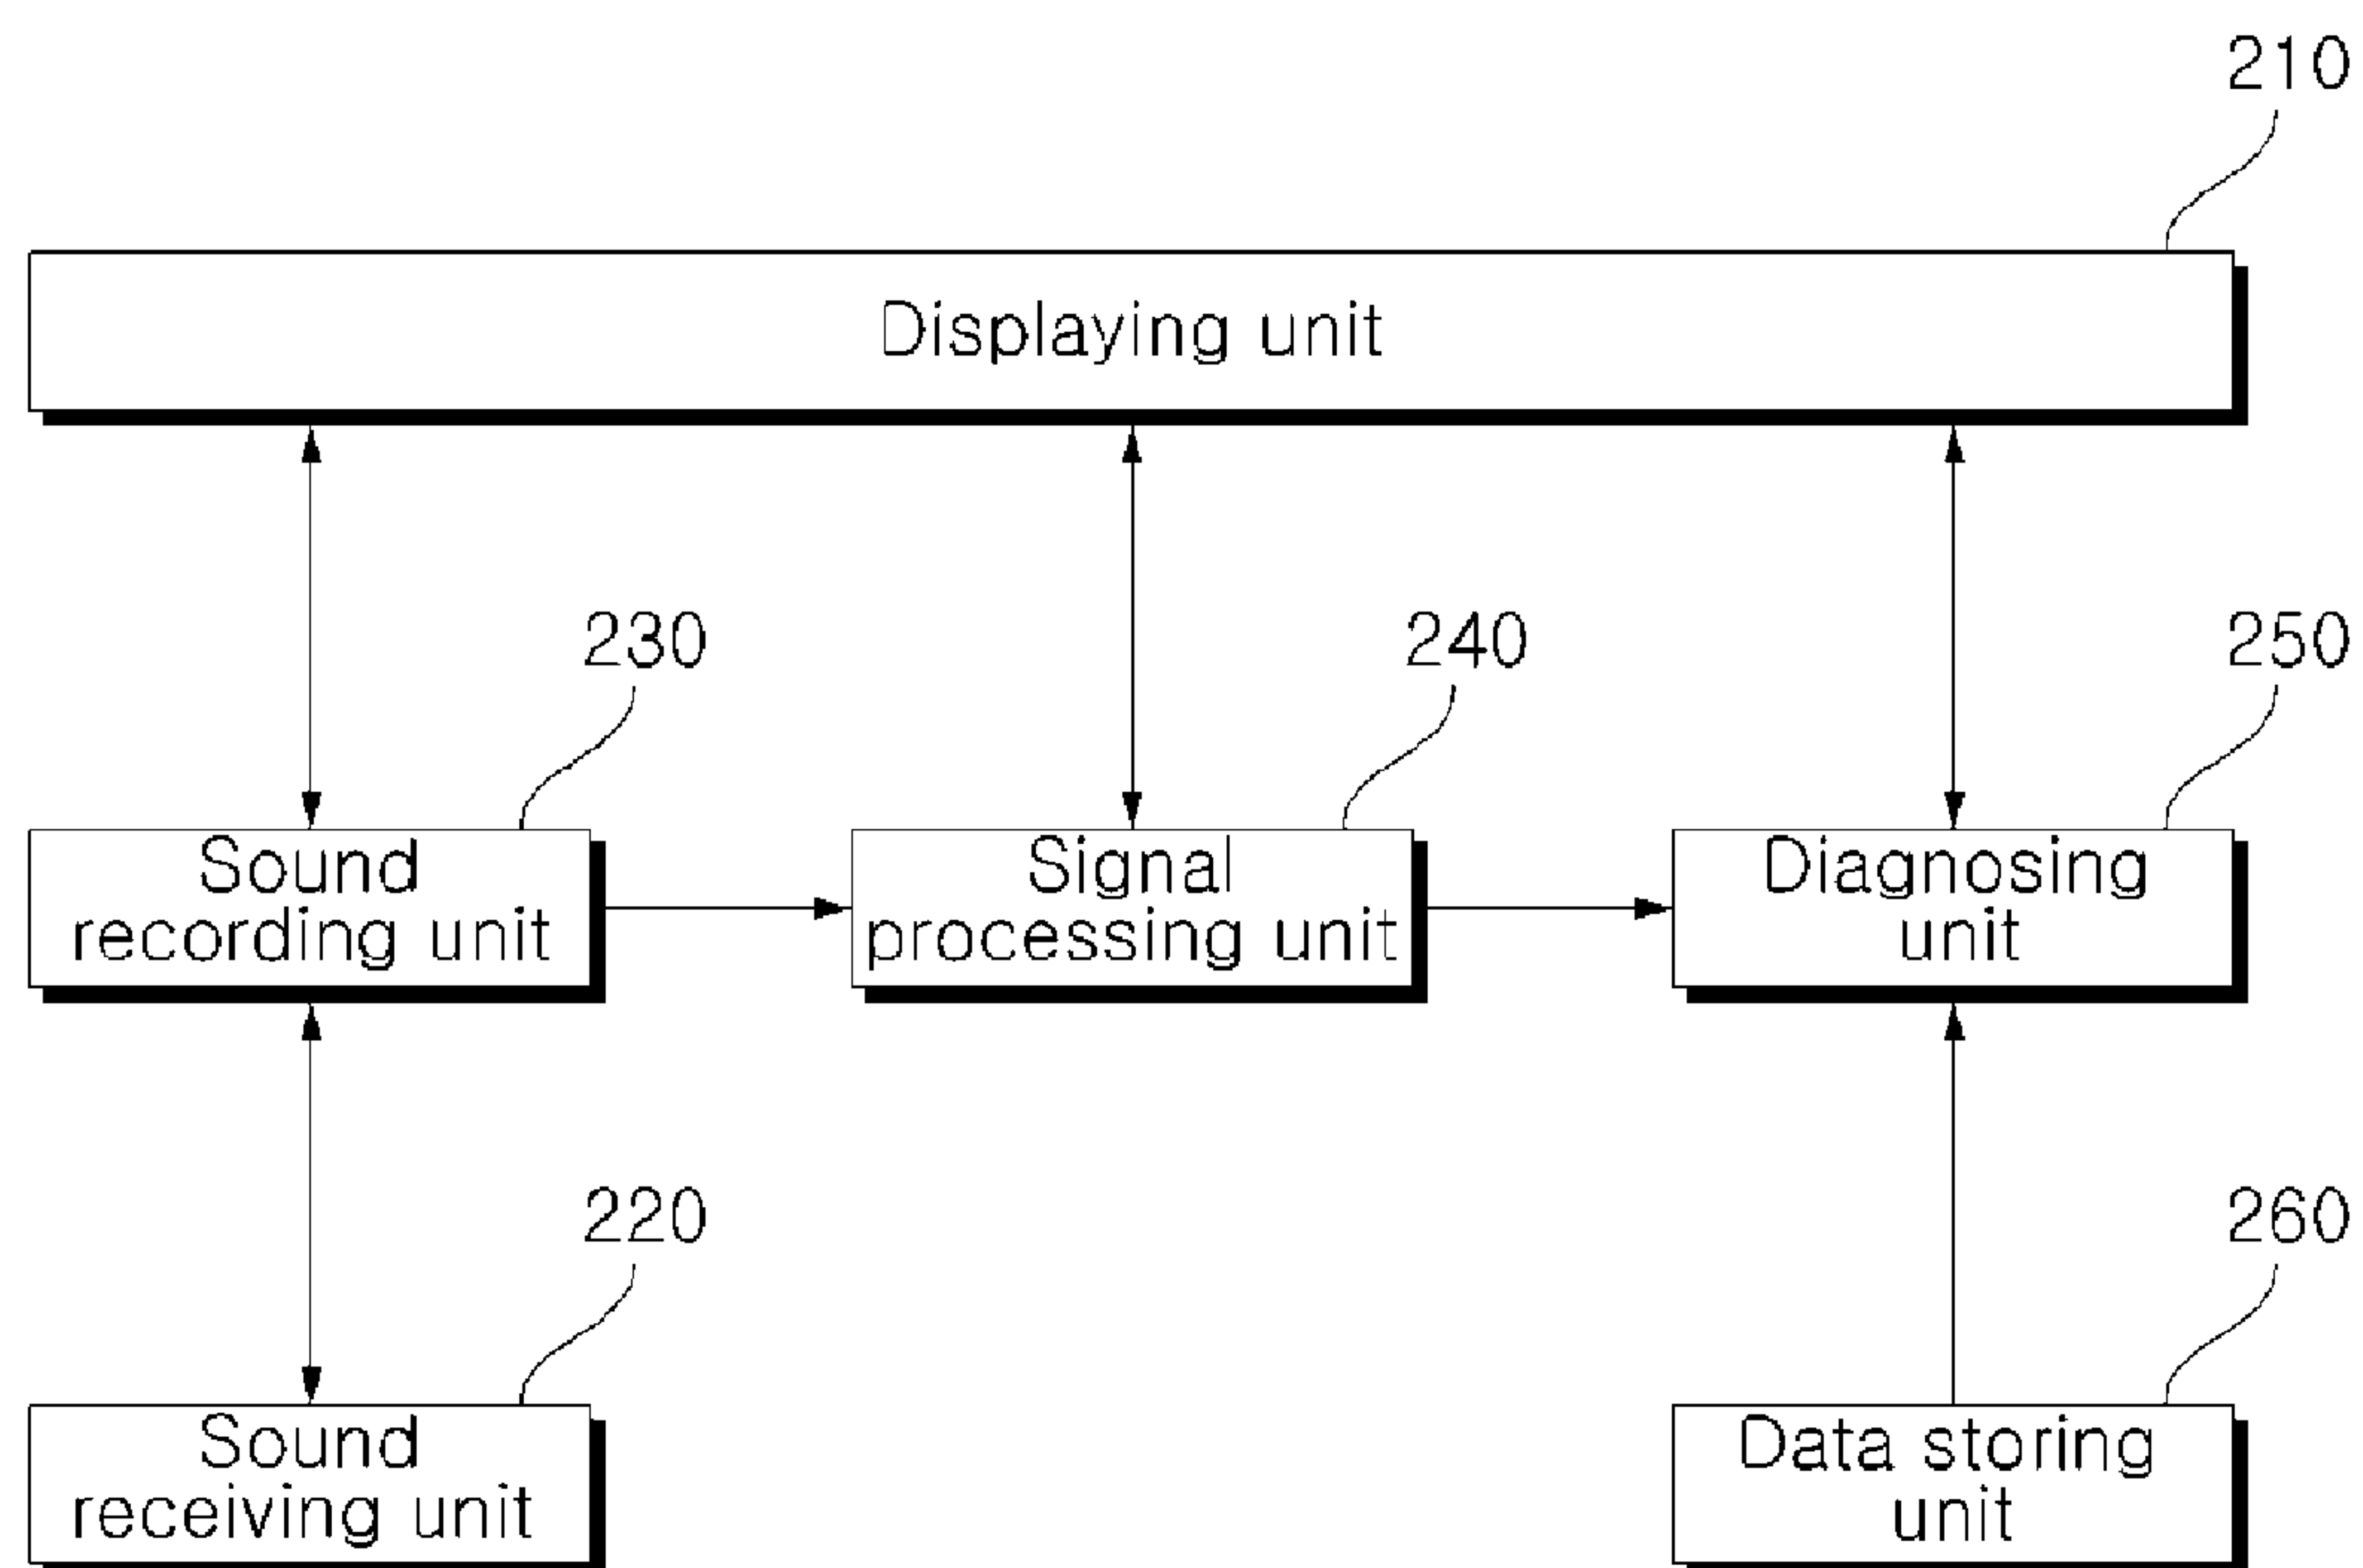 210
Displaying unit
230
240
250
Sound
recording unit
Signal
processing unit
Diagnosing
unit
220
260
Sound
receiving unit
Data storing
unit